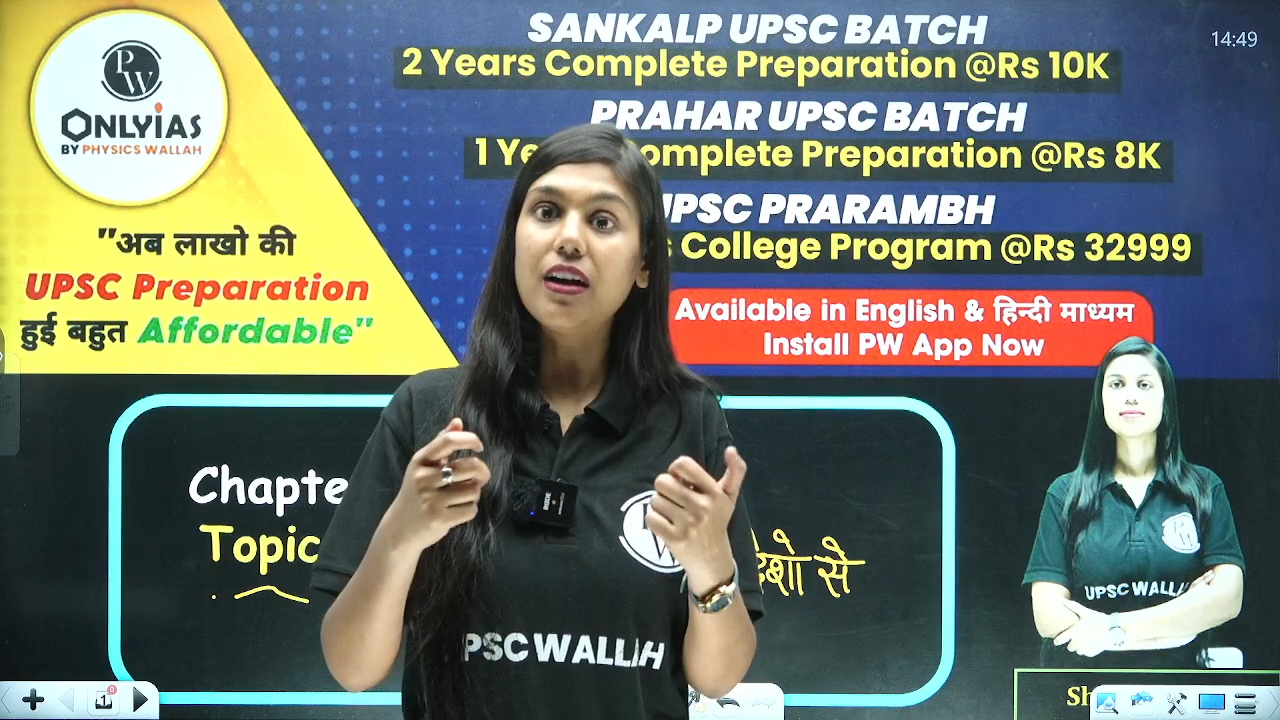 SANKALP UPSC BATCH
2 Years Complete Preparation @Rs 10K
14:49
PRAHAR UPSC BATCH
Complete Preparation @Rs 8K
UPSC PRARAMBH
College Program @Rs 32999
Available in English & हिन्दी माध्यम
Install PW App Now
PW
ONLYIAS
BY PHYSICS WALLAH
"अब लाखो की
UPSC Preparation
हुई बहुत Affordable"
Topic
से
UPSC WALLAH
UPSC WALLAH
1